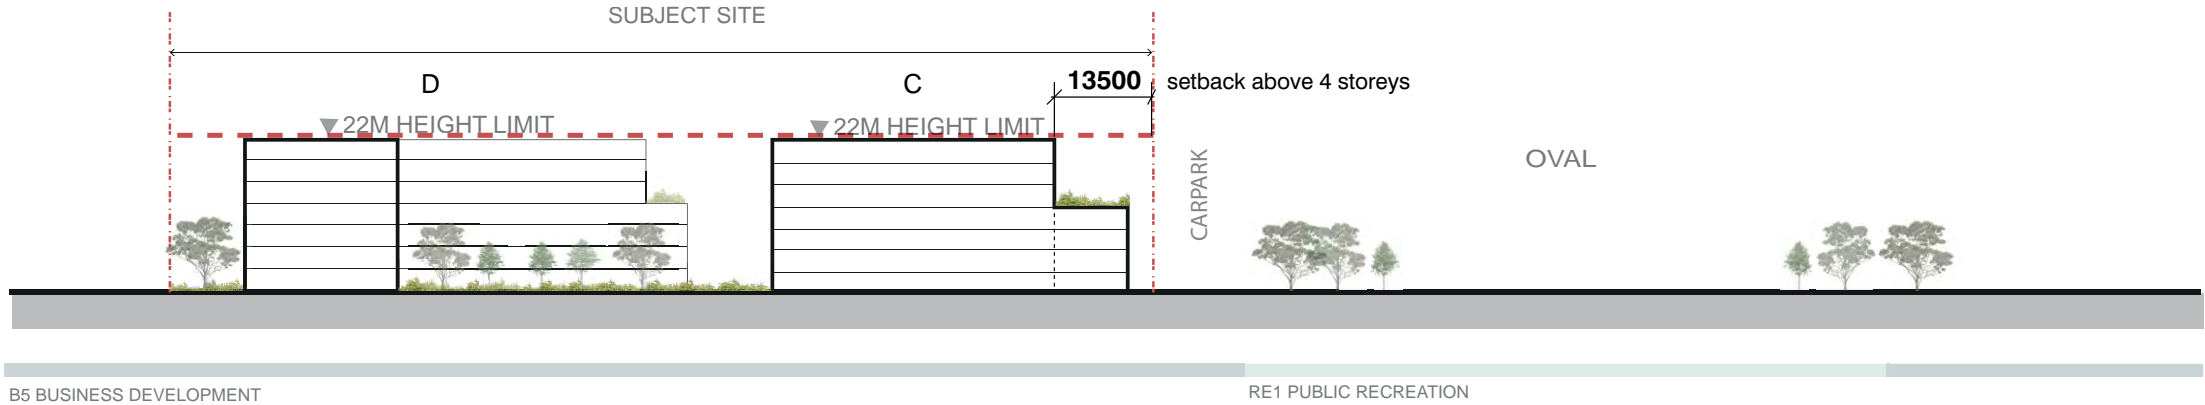 SUBJECT SITE
D
C
13500
setback above 4 storeys
22M HEIGHT LIMIT
22M HEIGHT LIMIT
CARPARK
OVAL
B5 BUSINESS DEVELOPMENT
RE1 PUBLIC RECREATION